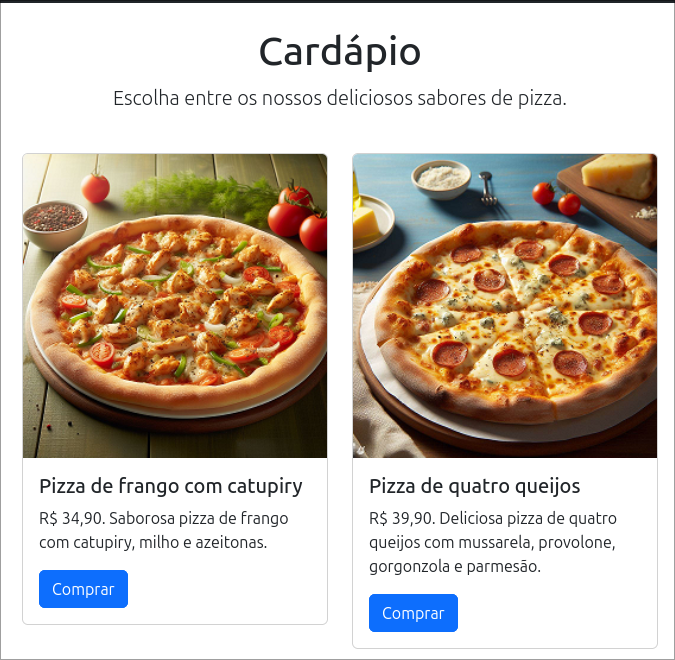 Cardápio
Escolha entre os nossos deliciosos sabores de pizza.
Pizza de frango com catupiry
R$ 34,90. Saborosa pizza de frango
com catupiry, milho e azeitonas.
Comprar
Pizza de quatro queijos
R$ 39,90. Deliciosa pizza de quatro
queijos com mussarela, provolone,
gorgonzola e parmesão.
Comprar